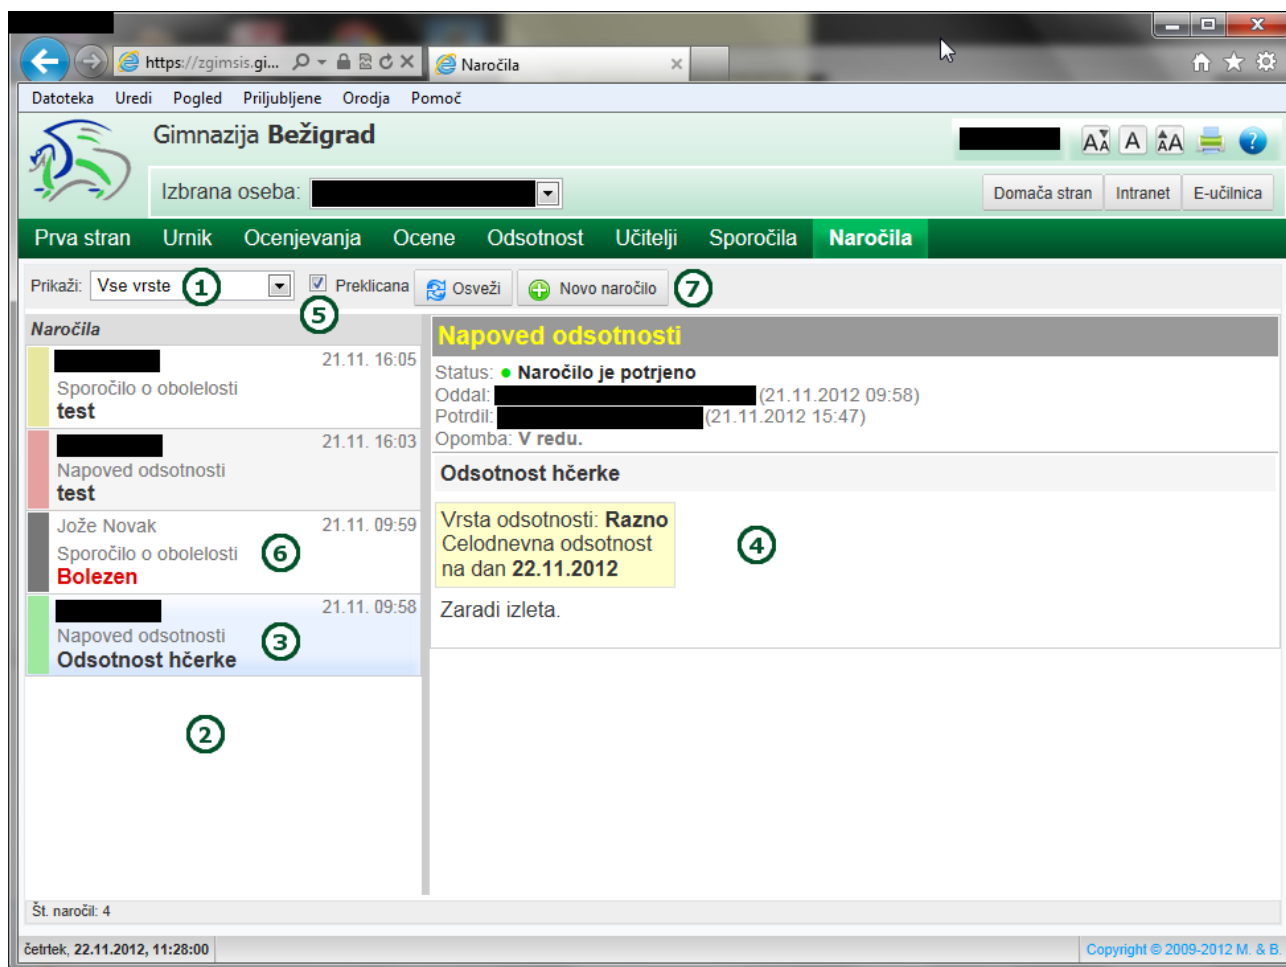 https://zgimsis.gi...
Naročila
Datoteka Uredi Pogled Priljubljene Orodja Pomoč
Gimnazija Bežigrad
A A A A AA
Izbrana oseba:
Domača stran Intranet E-učilnica
Prva stran Urnik Ocenjevanja Ocene Odsotnost Učitelji Sporočila Naročila
Prikaži: Vse vrste 1 Preklicana Osveži Novo naročilo 7
5
Naročila
21.11. 16:05
Sporočilo o obolelosti
test
21.11. 16:03
Napoved odsotnosti
test
Jože Novak 21.11. 09:59
Sporočilo o obolelosti 6
Bolezen
21.11. 09:58
Napoved odsotnosti 3
Odsotnost hčerke
2
Napoved odsotnosti
Status: Naročilo je potrjeno
Oddal: (21.11.2012 09:58)
Potrdil: (21.11.2012 15:47)
Opomba: V redu.
Odsotnost hčerke
Vrsta odsotnosti: Razno
Celodnevna odsotnost 4
na dan 22.11.2012
Zaradi izleta.
Št. naročil: 4
četrtek, 22.11.2012, 11:28:00
Copyright © 2009-2012 M. & B.